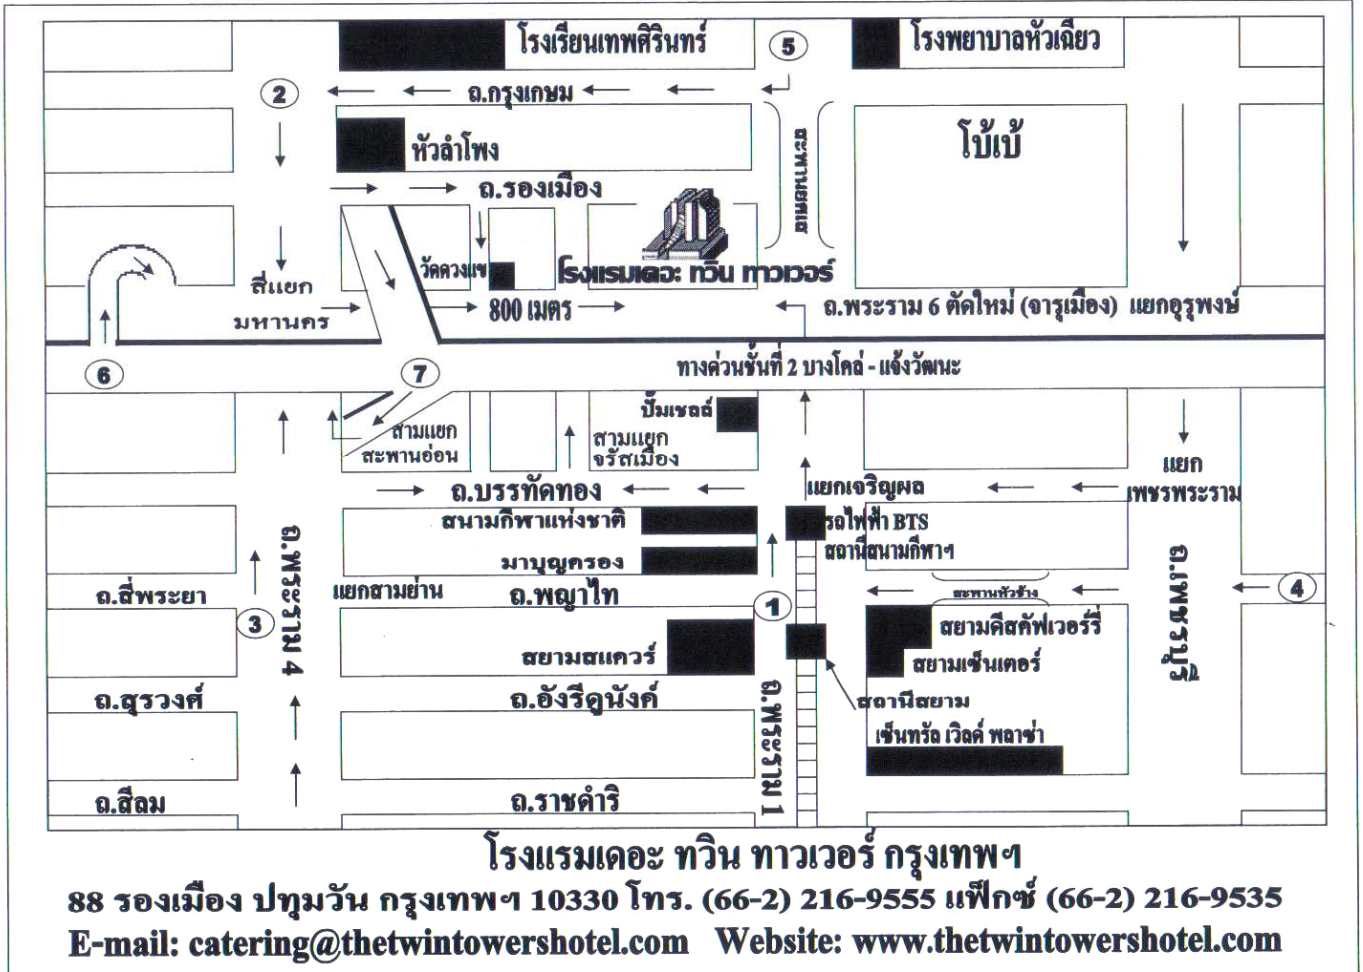 โรงเรียนเทพศิรินทร์
5
โรงพยาบาลหัวเฉียว
2
ถ.กรุงเกษม
หัวลำโพง
สะพานยศเส
โบ้เบ้
ถ.รองเมือง
วัดดวงแข
โรงแรมเดอะ ทวิน ทาวเวอร์
สี่แยก
มหานคร
800 เมตร
ถ.พระราม 6 ตัดใหม่ (จารุเมือง) แยกอุรุพงษ์
6
7
ทางด่วนชั้นที่ 2 บางโคล่ - แจ้งวัฒนะ
ปั๊มเชลล์
สามแยก
สะพานอ่อน
สามแยก
จรัสเมือง
แยก
เพชรพระราม
ถ.บรรทัดทอง
แยกเจริญผล
สนามกีฬาแห่งชาติ
รถไฟฟ้า BTS
สถานีสนามกีฬาฯ
มาบุญครอง
ถ.พระราม 4
ถ.เพชรบุรี
ถ.สี่พระยา
แยกสามย่าน
ถ.พญาไท
สะพานหัวช้าง
4
3
1
สยามดีสคัฟเวอร์รี่
สยามสแควร์
สยามเซ็นเตอร์
ถ.สุรวงศ์
ถ.อังรีดูนังค์
ถ.พระราม 1
สถานีสยาม
เซ็นทรัล เวิลด์ พลาซ่า
ถ.สีลม
ถ.ราชดำริ
โรงแรมเดอะ ทวิน ทาวเวอร์ กรุงเทพฯ
88 รองเมือง ปทุมวัน กรุงเทพฯ 10330 โทร. (66-2) 216-9555 แฟ็กซ์ (66-2) 216-9535
E-mail: catering@thetwintowershotel.com Website: www.thetwintowershotel.com